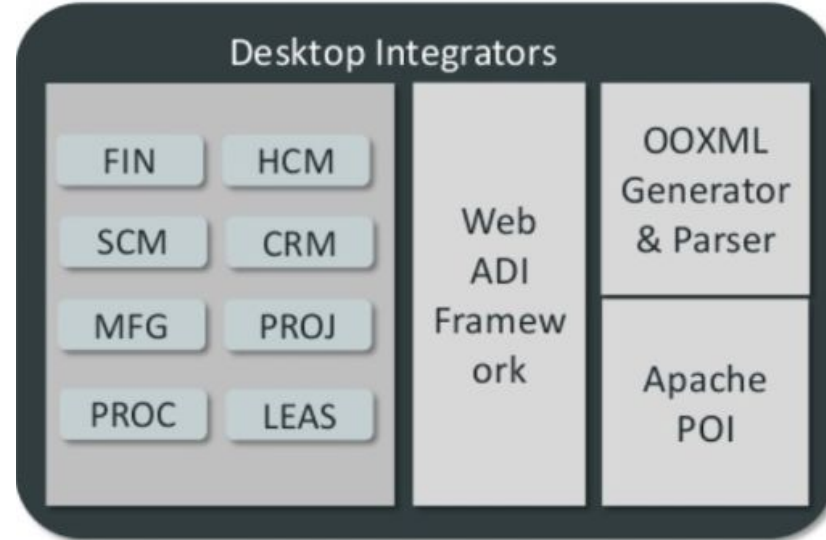 Desktop Integrators
FIN
HCM
SCM
CRM
MFG
PROJ
PROC
LEAS
Web
ADI
Framew
ork
OOXML
Generator
& Parser
Apache
POI